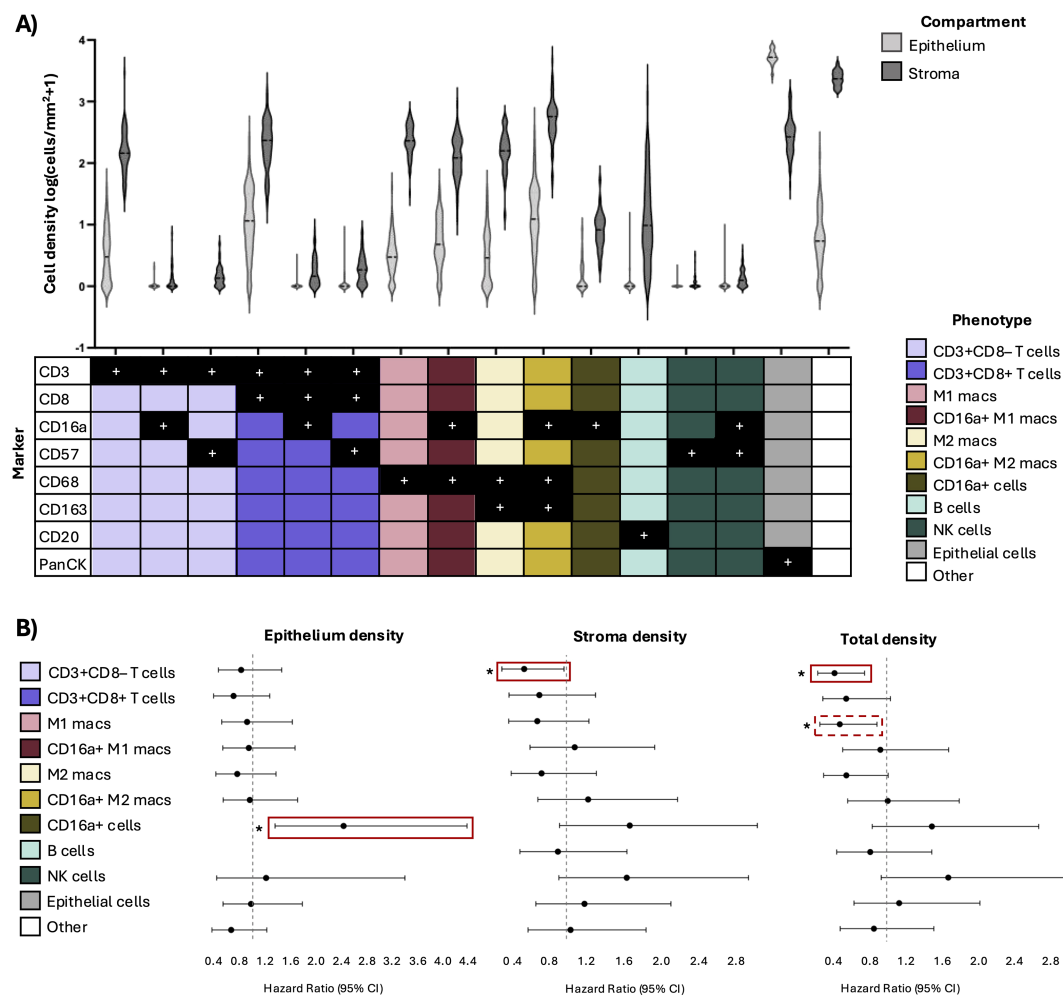 A)
Compartment
Epithelium
Stroma
Cell density log(cells/mm²+1)
4
3
2
1
0
-1
Marker
CD3 + + + + + +
CD8 + + +
CD16a + + + + + +
CD57 + + + +
CD68 + + + +
CD163 + +
CD20 +
PanCK +
Phenotype
CD3+CD8– T cells
CD3+CD8+ T cells
M1 macs
CD16a+ M1 macs
M2 macs
CD16a+ M2 macs
CD16a+ cells
B cells
NK cells
Epithelial cells
Other
B)
Epithelium density
Stroma density
Total density
CD3+CD8– T cells
CD3+CD8+ T cells
M1 macs
CD16a+ M1 macs
M2 macs
CD16a+ M2 macs
CD16a+ cells
B cells
NK cells
Epithelial cells
Other
*
*
*
*
0.4 0.8 1.2 1.6 2.0 2.4 2.8 3.2 3.6 4.0 4.4
Hazard Ratio (95% CI)
0.4 0.8 1.2 1.6 2.0 2.4 2.8
Hazard Ratio (95% CI)
0.4 0.8 1.2 1.6 2.0 2.4 2.8
Hazard Ratio (95% CI)